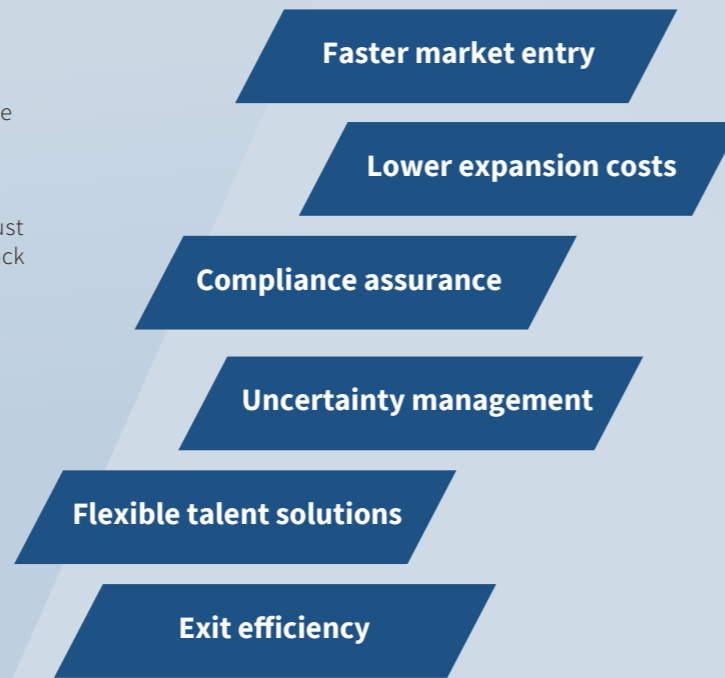 Faster market entry
Lower expansion costs
Compliance assurance
Uncertainty management
Flexible talent solutions
Exit efficiency